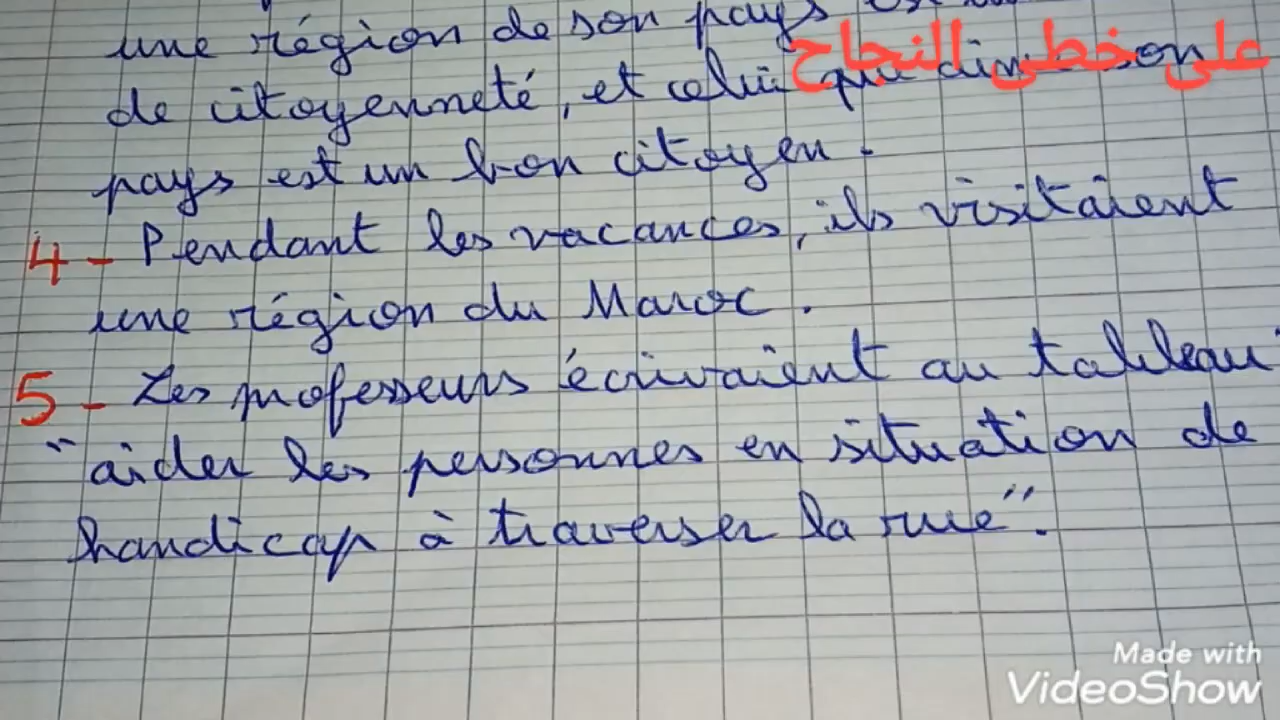 une région de son pays
على خطى النجاح
de citoyenneté, et celui qui son
pays est un bon citoyen.
4 - Pendant les vacances, ils visitaient
une région du Maroc.
5 - Les professeurs écrivaient au tableau
"aider les personnes en situation de
handicap à traverser la rue".
Made with
VideoShow